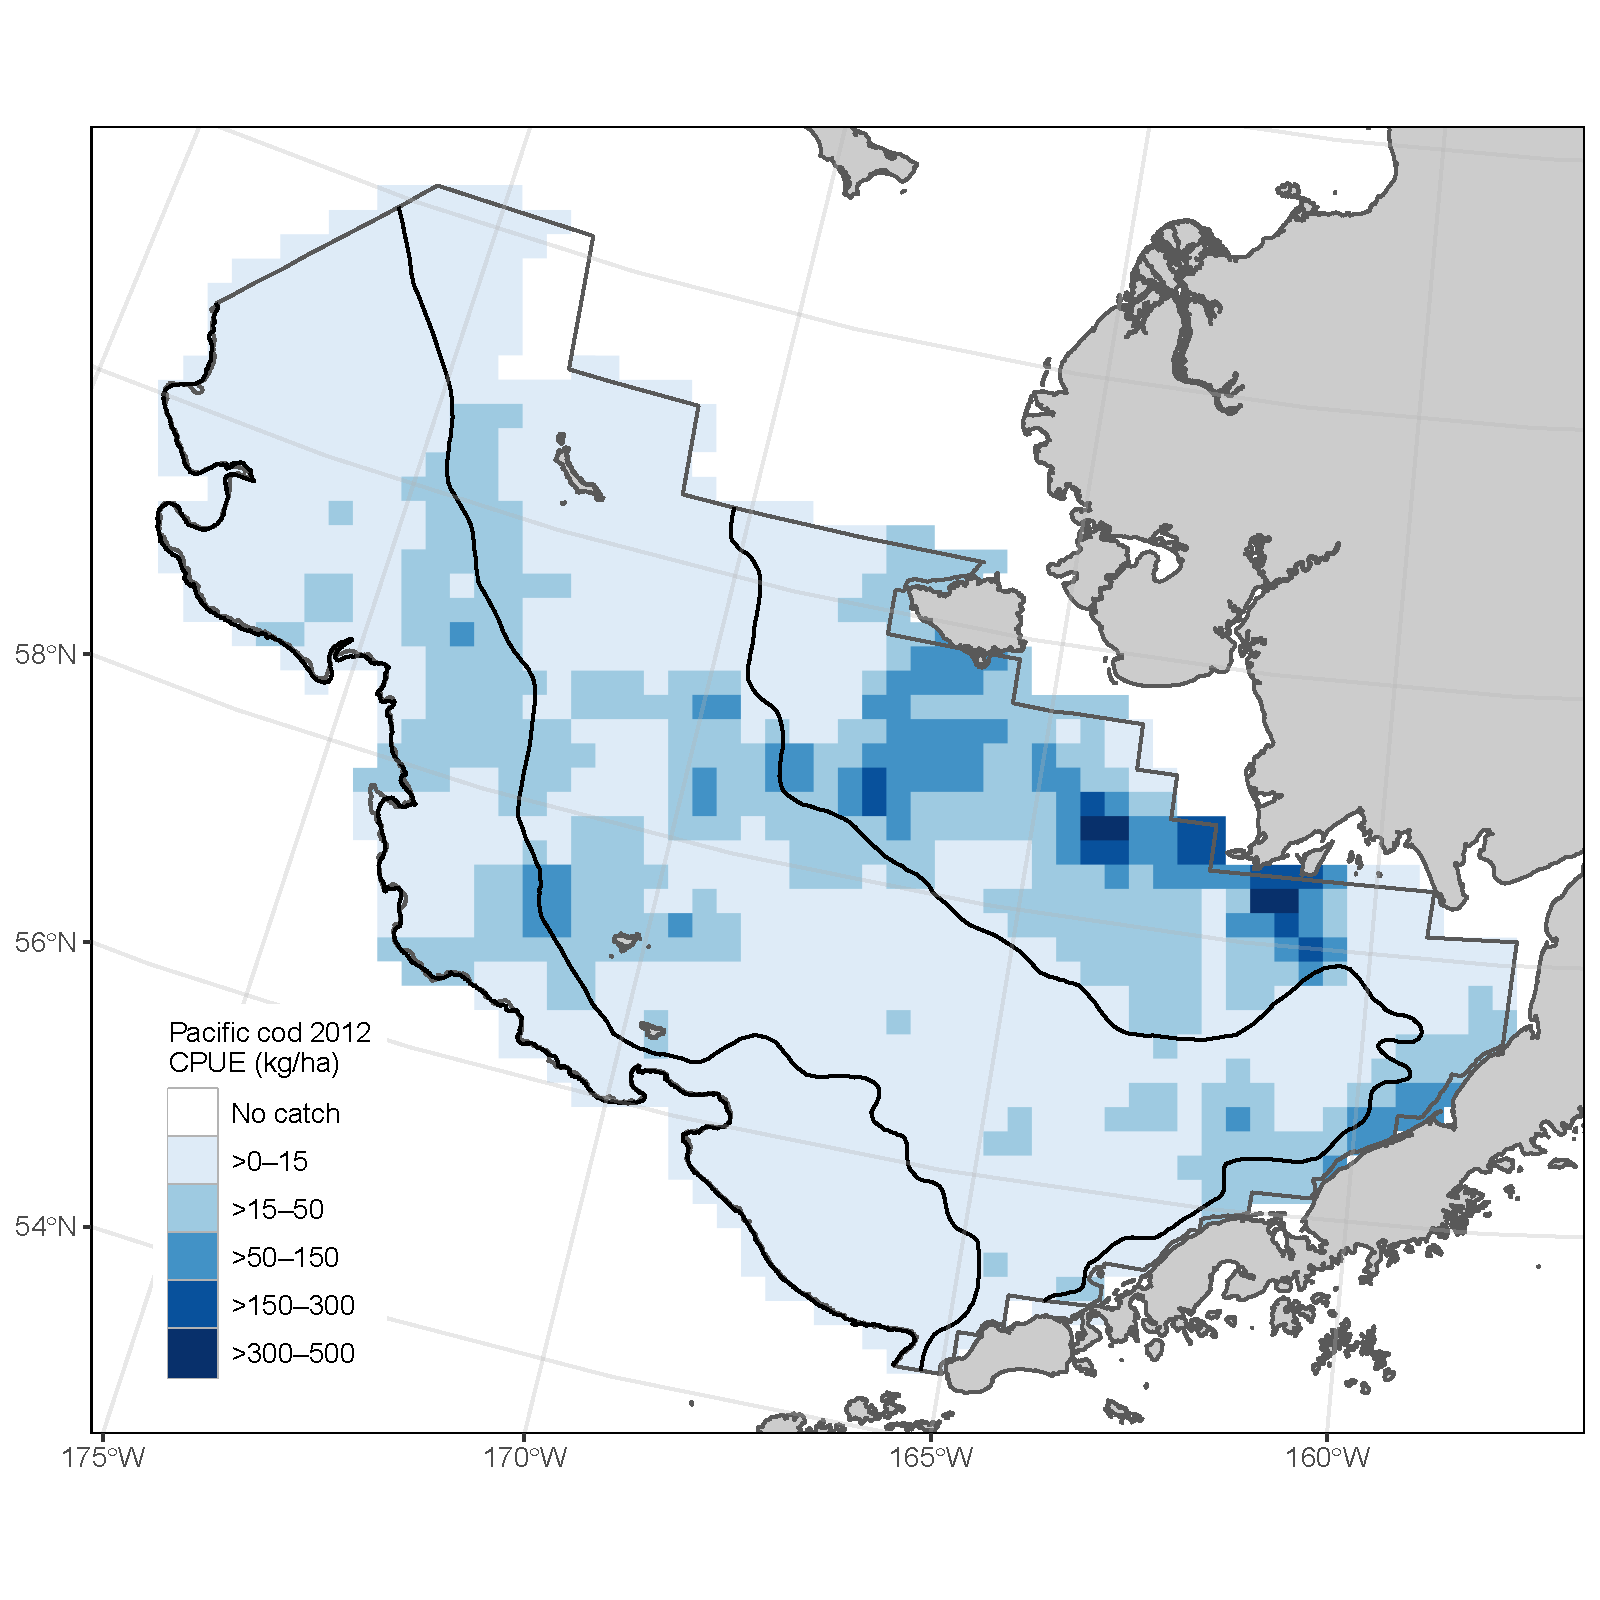 58°N
56°N
54°N
Pacific cod 2012
CPUE (kg/ha)
No catch
>0–15
>15–50
>50–150
>150–300
>300–500
175°W
170°W
165°W
160°W